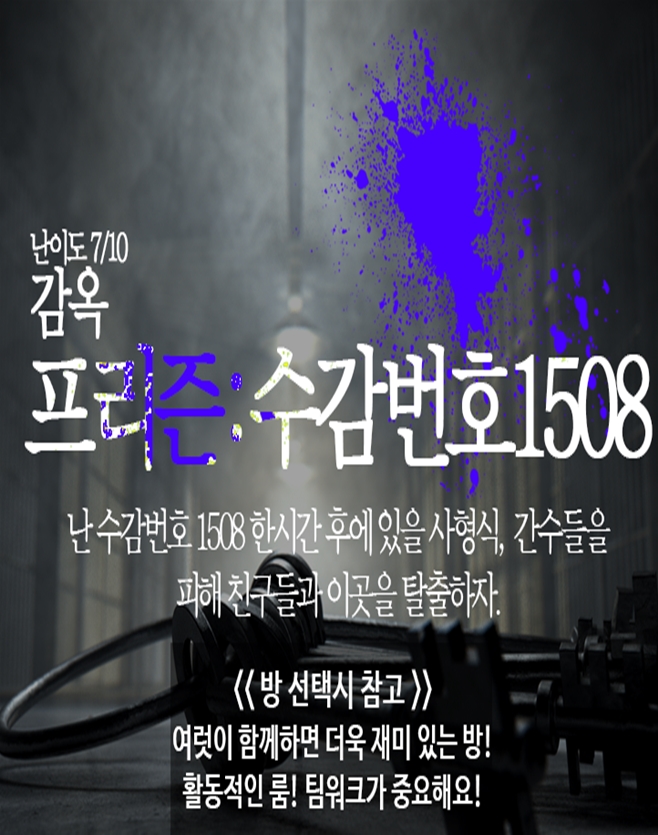 난이도 7/10
감옥
프리즌:수감번호1508
난 수감번호 1508 한시간 후에 있을 사형식, 간수들을
피해 친구들과 이곳을 탈출하자.
《 방 선택시 참고 》
여럿이 함께하면 더욱 재미 있는 방!
활동적인 룸! 팀워크가 중요해요!